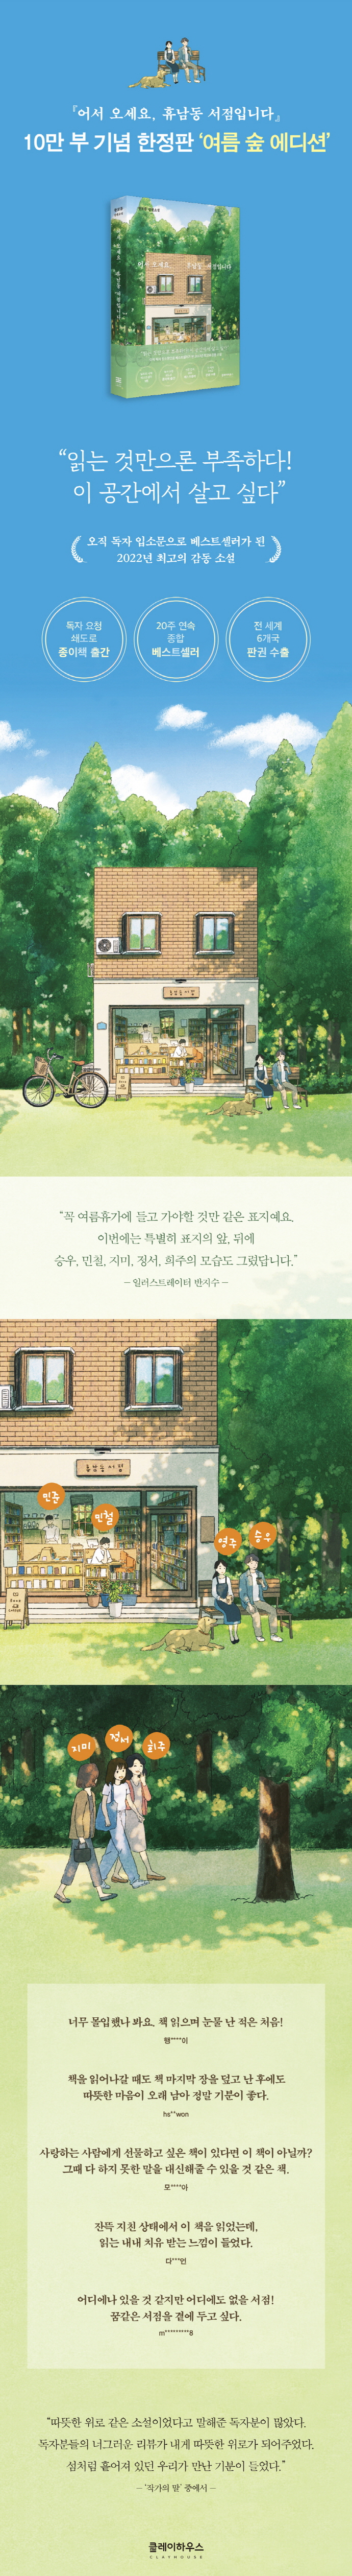 『어서 오세요, 휴남동 서점입니다』
10만 부 기념 한정판 ‘여름 숲 에디션’
어서 오세요, 휴남동 서점입니다
“읽는 것만으론 부족하다!
이 공간에서 살고 싶다”
오직 독자 입소문으로 베스트셀러가 된
2022년 최고의 감동 소설
독자 요청
쇄도로
종이책 출간
20주 연속
종합
베스트셀러
전 세계
6개국
판권 수출
휴남동 서점
“꼭 여름휴가에 들고 가야할 것만 같은 표지예요.
이번에는 특별히 표지의 앞, 뒤에
승우, 민철, 지미, 정서, 희주의 모습도 그렸답니다.”
– 일러스트레이터 반지수 –
휴남동 서점
민준
민철
영주
승우
지미
정서
희주
너무 몰입했나 봐요. 책 읽으며 눈물 난 적은 처음!
햄****이
책을 읽어나갈 때도 책 마지막 장을 덮고 난 후에도
따뜻한 마음이 오래 남아 정말 기분이 좋다.
hs**won
사랑하는 사람에게 선물하고 싶은 책이 있다면 이 책이 아닐까?
그때 다 하지 못한 말을 대신해줄 수 있을 것 같은 책.
모****아
잔뜩 지친 상태에서 이 책을 읽었는데,
읽는 내내 치유 받는 느낌이 들었다.
다***언
어디에나 있을 것 같지만 어디에도 없을 서점!
꿈같은 서점을 곁에 두고 싶다.
m*********8
“따뜻한 위로 같은 소설이었다고 말해준 독자분이 많았다.
독자분들의 너그러운 리뷰가 내게 따뜻한 위로가 되어주었다.
섬처럼 흩어져 있던 우리가 만난 기분이 들었다.”
– ‘작가의 말’ 중에서 –
클레이하우스
CLAYHOUSE